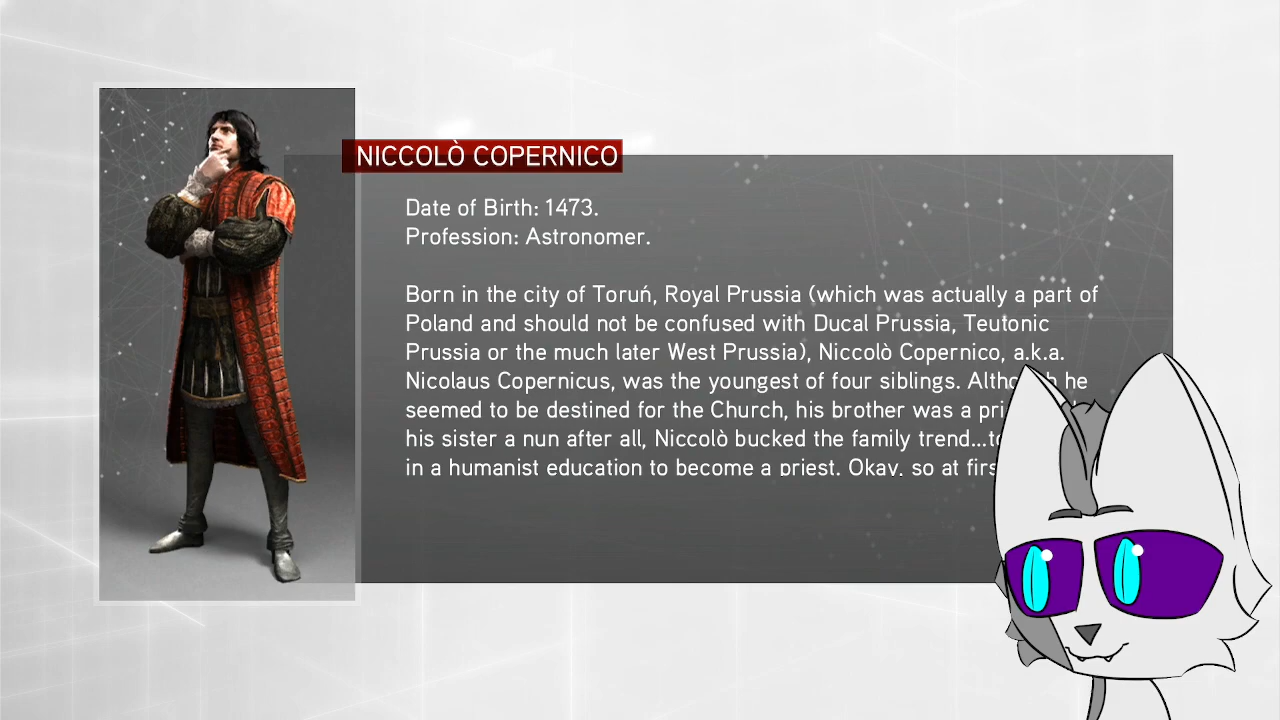 NICCOLÒ COPERNICO
Date of Birth: 1473.
Profession: Astronomer.
Born in the city of Toruń, Royal Prussia (which was actually a part of
Poland and should not be confused with Ducal Prussia, Teutonic
Prussia or the much later West Prussia), Niccolò Copernico, a.k.a.
Nicolaus Copernicus, was the youngest of four siblings. he
seemed to be destined for the Church, his brother was a
his sister a nun after all, Niccolò bucked the family trend...
in a humanist education to become a priest. Okay, so at